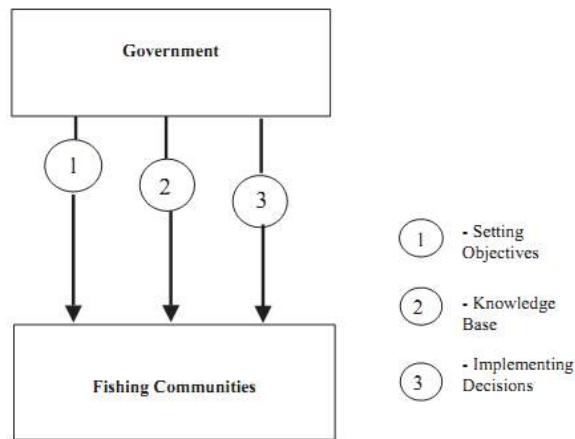 Government
1
2
3
Fishing Communities
1 - Setting
Objectives
2 - Knowledge
Base
3 - Implementing
Decisions